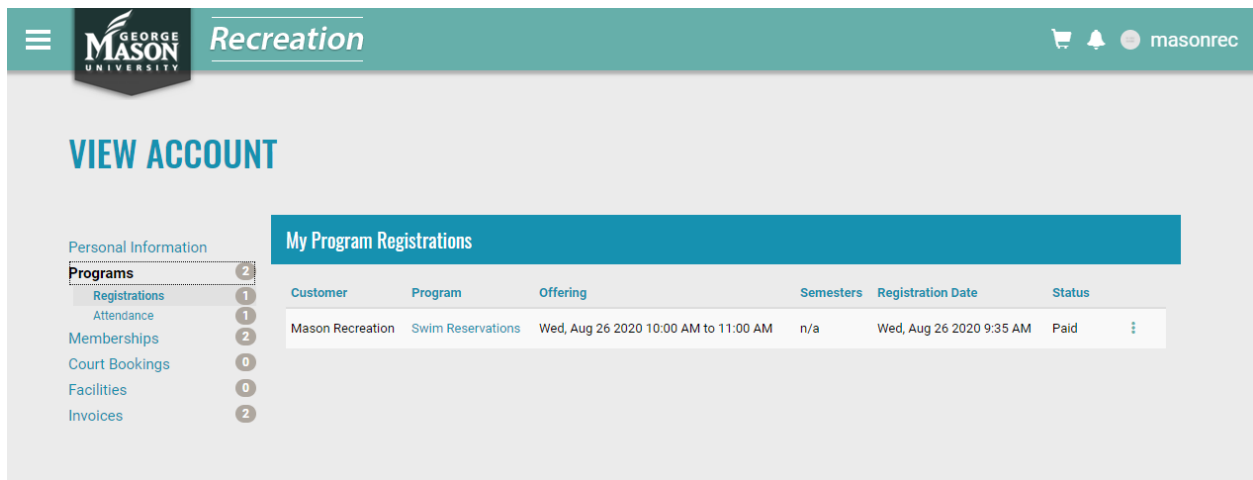 GEORGE
MASON
UNIVERSITY
Recreation
masonrec
VIEW ACCOUNT
Personal Information
Programs 2
Registrations 1
Attendance 1
Memberships 2
Court Bookings 0
Facilities 0
Invoices 2
My Program Registrations
Customer Program Offering Semesters Registration Date Status
Mason Recreation Swim Reservations Wed, Aug 26 2020 10:00 AM to 11:00 AM n/a Wed, Aug 26 2020 9:35 AM Paid